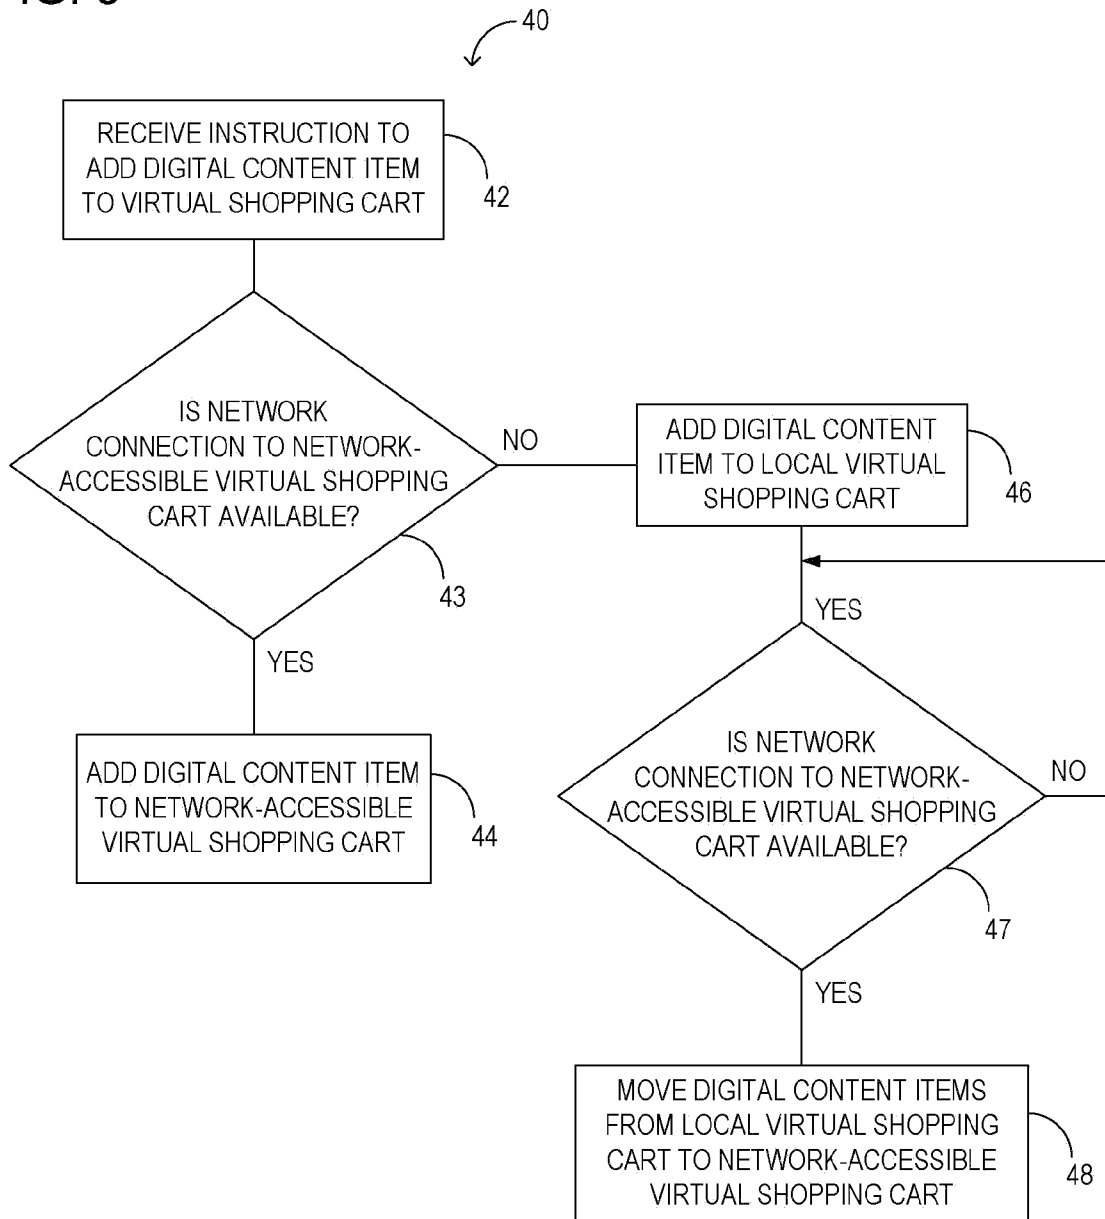 40
RECEIVE INSTRUCTION TO
ADD DIGITAL CONTENT ITEM
TO VIRTUAL SHOPPING CART
42
IS NETWORK
CONNECTION TO NETWORK-
ACCESSIBLE VIRTUAL SHOPPING
CART AVAILABLE?
43
NO
YES
ADD DIGITAL CONTENT ITEM
TO NETWORK-ACCESSIBLE
VIRTUAL SHOPPING CART
44
ADD DIGITAL CONTENT
ITEM TO LOCAL VIRTUAL
SHOPPING CART
46
YES
IS NETWORK
CONNECTION TO NETWORK-
ACCESSIBLE VIRTUAL SHOPPING
CART AVAILABLE?
47
NO
YES
MOVE DIGITAL CONTENT ITEMS
FROM LOCAL VIRTUAL SHOPPING
CART TO NETWORK-ACCESSIBLE
VIRTUAL SHOPPING CART
48